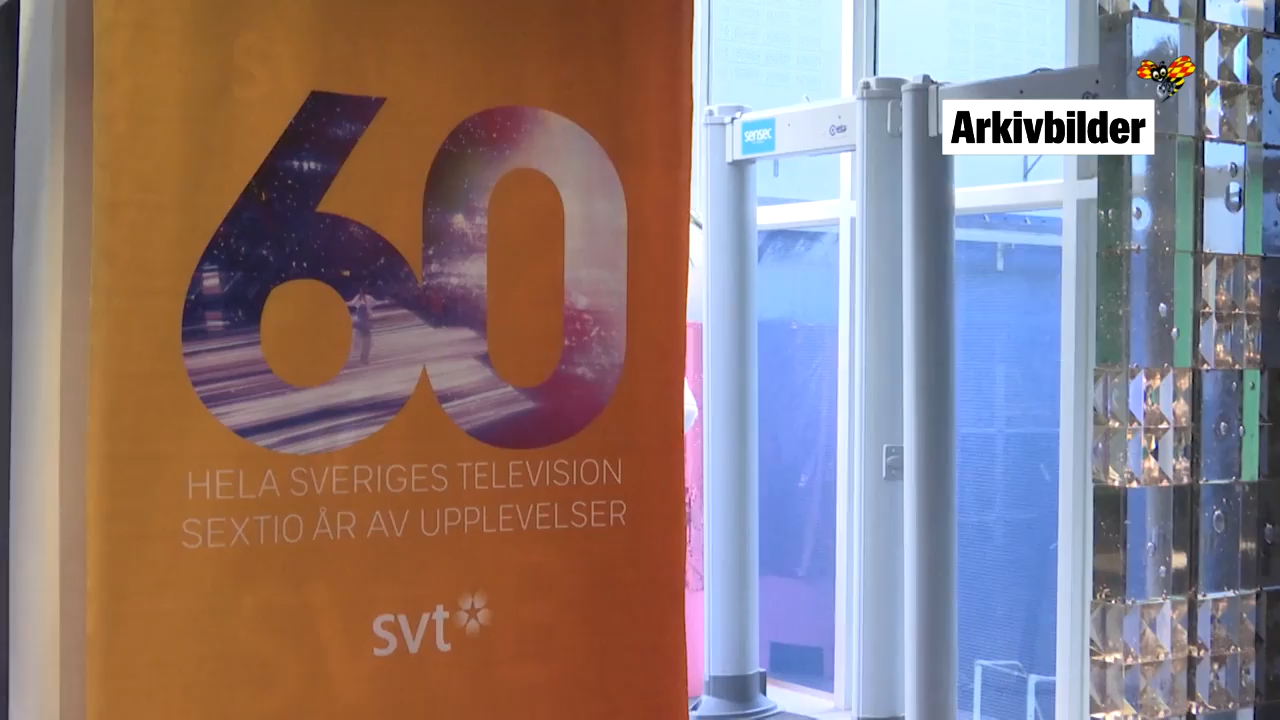 60
HELA SVERIGES TELEVISION
SEXTIO ÅR AV UPPLEVELSER
svt
sensec
Arkivbilder